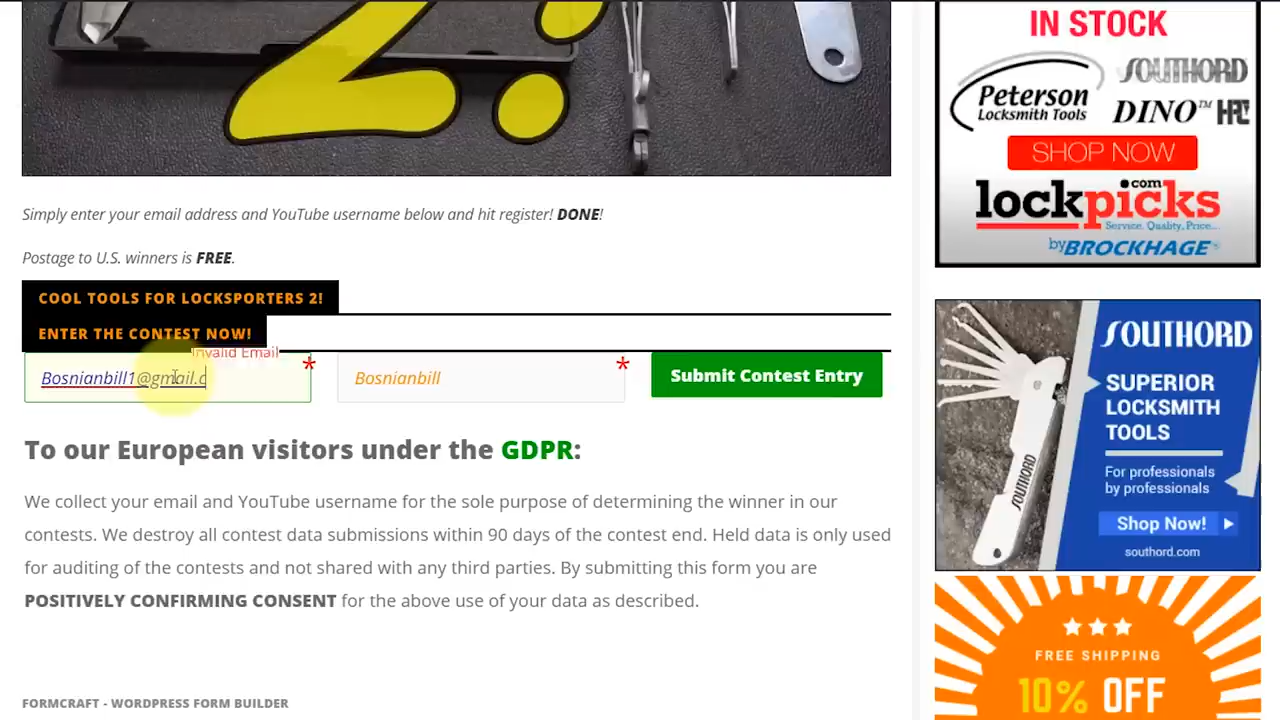 2:
Simply enter your email address and YouTube username below and hit register! DONE!
Postage to U.S. winners is FREE.
COOL TOOLS FOR LOCKSPORTERS 2!
ENTER THE CONTEST NOW!
Invalid Email
Bosnianbill1@gmail.c
*
Bosnianbill
*
Submit Contest Entry
To our European visitors under the GDPR:
We collect your email and YouTube username for the sole purpose of determining the winner in our
contests. We destroy all contest data submissions within 90 days of the contest end. Held data is only used
for auditing of the contests and not shared with any third parties. By submitting this form you are
POSITIVELY CONFIRMING CONSENT for the above use of your data as described.
FORMCRAFT - WORDPRESS FORM BUILDER
IN STOCK
Peterson
Locksmith Tools
SOUTHORD
DINO™ HPC
SHOP NOW
lockpicks.com
Service, Quality, Price...
by BROCKHAGE®
SOUTHORD
SUPERIOR
LOCKSMITH
TOOLS
For professionals
by professionals
Shop Now!
southord.com
SOUTHORD
FREE SHIPPING
10% OFF